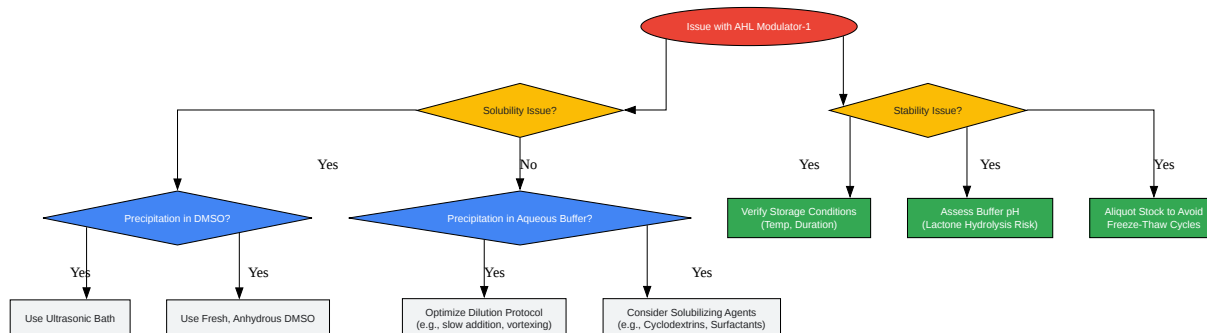 Issue with AHL Modulator-1
Solubility Issue?
Stability Issue?
Yes
No
Yes
Yes
Yes
Precipitation in DMSO?
Precipitation in Aqueous Buffer?
Verify Storage Conditions
(Temp, Duration)
Assess Buffer pH
(Lactone Hydrolysis Risk)
Aliquot Stock to Avoid
Freeze-Thaw Cycles
Yes
Yes
Yes
Yes
Use Ultrasonic Bath
Use Fresh, Anhydrous DMSO
Optimize Dilution Protocol
(e.g., slow addition, vortexing)
Consider Solubilizing Agents
(e.g., Cyclodextrins, Surfactants)